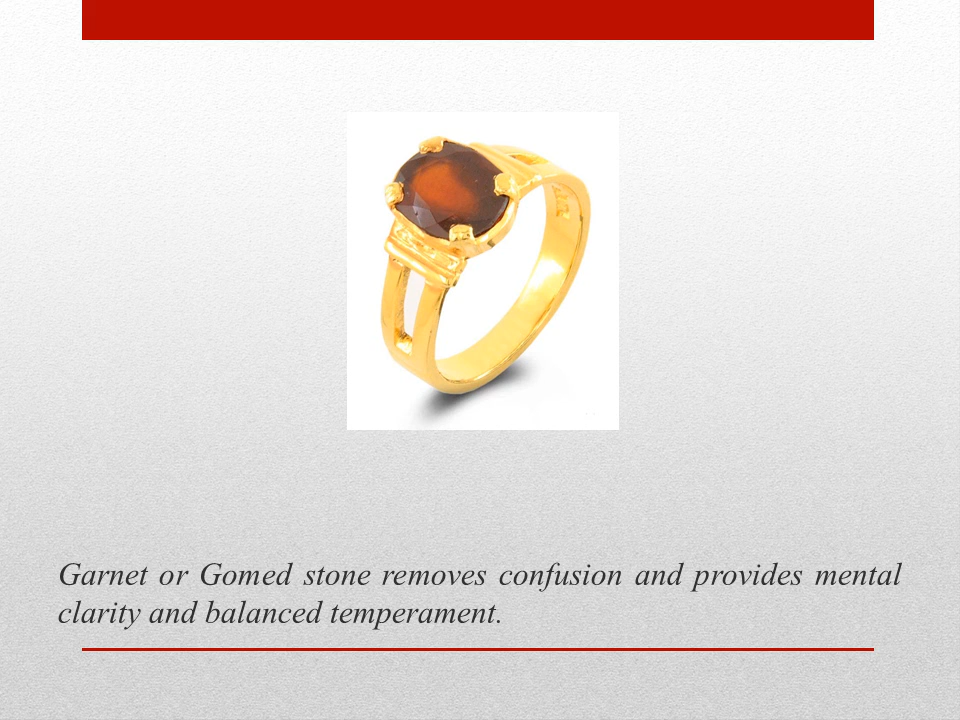 Garnet or Gomed stone removes confusion and provides mental
clarity and balanced temperament.